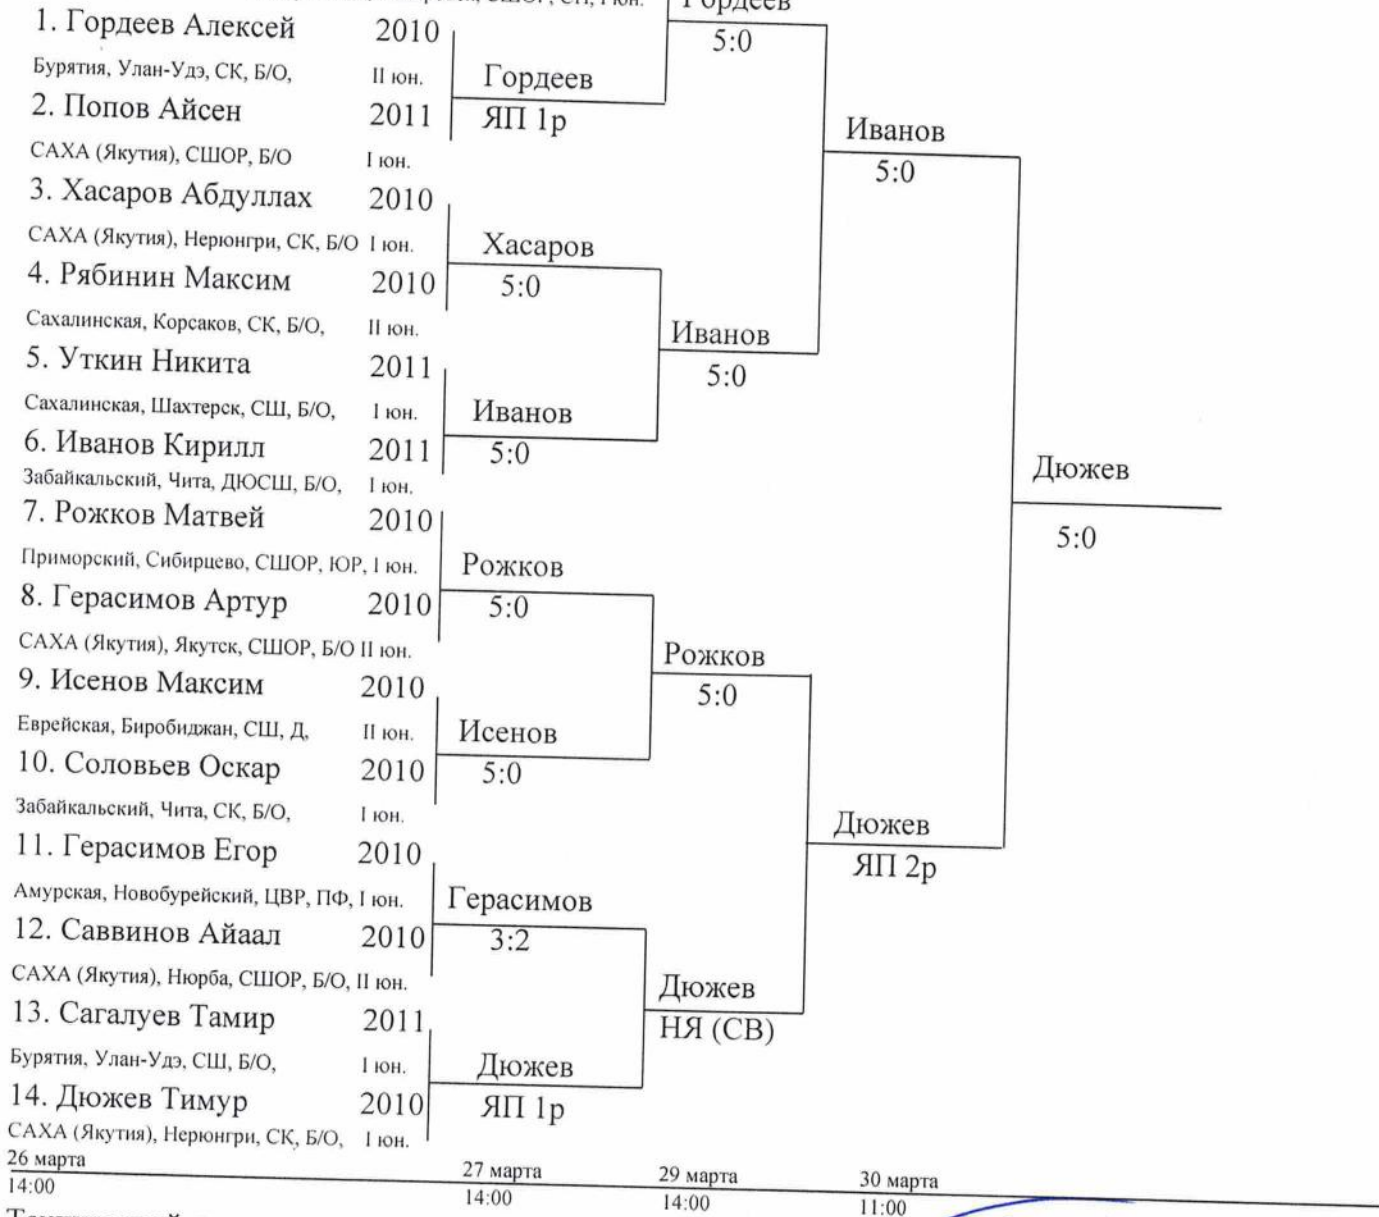 СШОР, СП, I юн.
Гордеев
5:0
1. Гордеев Алексей 2010
Бурятия, Улан-Удэ, СК, Б/О, II юн.
Гордеев
ЯП 1р
2. Попов Айсен 2011
САХА (Якутия), СШОР, Б/О I юн.
Иванов
5:0
3. Хасаров Абдуллах 2010
САХА (Якутия), Нерюнгри, СК, Б/О I юн.
Хасаров
5:0
4. Рябинин Максим 2010
Сахалинская, Корсаков, СК, Б/О, II юн.
Иванов
5:0
5. Уткин Никита 2011
Сахалинская, Шахтерск, СШ, Б/О, I юн.
Иванов
5:0
6. Иванов Кирилл 2011
Забайкальский, Чита, ДЮСШ, Б/О, I юн.
Дюжев
5:0
7. Рожков Матвей 2010
Приморский, Сибирцево, СШОР, ЮР, I юн.
Рожков
5:0
8. Герасимов Артур 2010
САХА (Якутия), Якутск, СШОР, Б/О II юн.
Рожков
5:0
9. Исенов Максим 2010
Еврейская, Биробиджан, СШ, Д, II юн.
Исенов
5:0
10. Соловьев Оскар 2010
Забайкальский, Чита, СК, Б/О, I юн.
Дюжев
ЯП 2р
11. Герасимов Егор 2010
Амурская, Новобурейский, ЦВР, ПФ, I юн.
Герасимов
3:2
12. Саввинов Айаал 2010
САХА (Якутия), Нюрба, СШОР, Б/О, II юн.
Дюжев
НЯ (СВ)
13. Сагалуев Тамир 2011
Бурятия, Улан-Удэ, СШ, Б/О, I юн.
Дюжев
ЯП 1р
14. Дюжев Тимур 2010
САХА (Якутия), Нерюнгри, СК, Б/О, I юн.
26 марта 27 марта 29 марта 30 марта
14:00 14:00 14:00 11:00